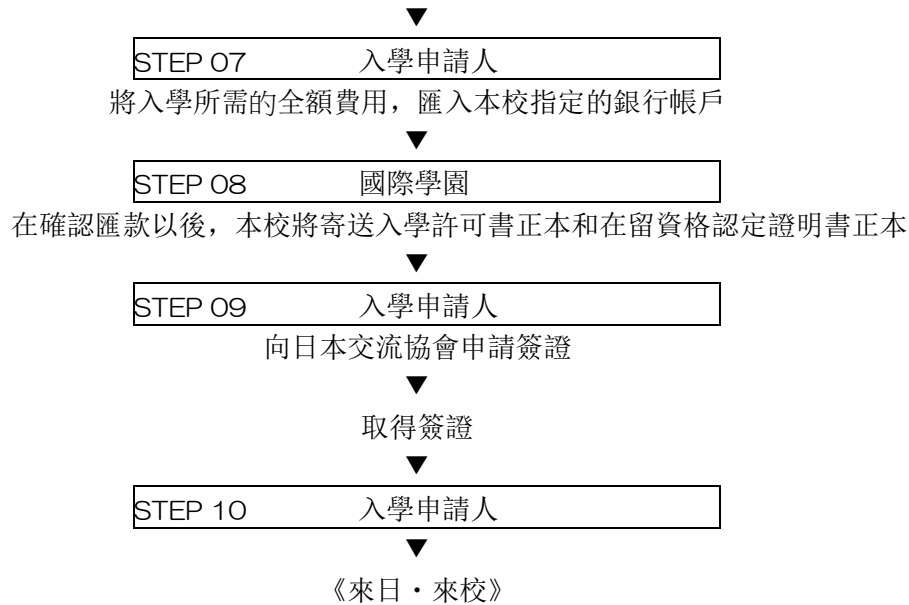 ▼
STEP 07 入學申請人
將入學所需的全額費用，匯入本校指定的銀行帳戶
▼
STEP 08 國際學園
在確認匯款以後，本校將寄送入學許可書正本和在留資格認定證明書正本
▼
STEP 09 入學申請人
向日本交流協會申請簽證
▼
取得簽證
▼
STEP 10 入學申請人
▼
《來日・來校》